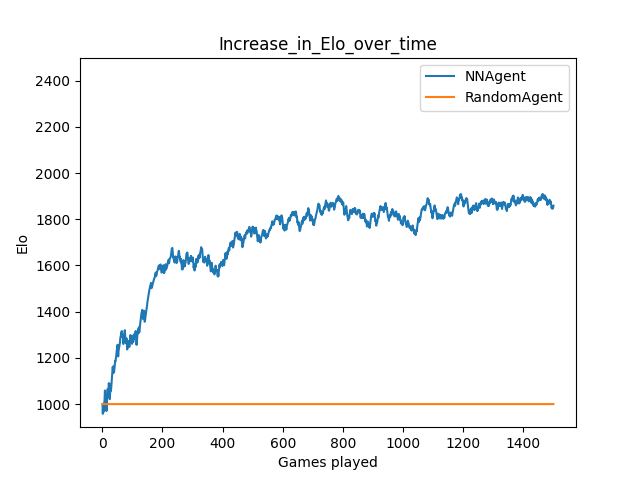 Increase_in_Elo_over_time
NNAgent
RandomAgent
2400
2200
2000
1800
1600
1400
1200
1000
Elo
0 200 400 600 800 1000 1200 1400
Games played